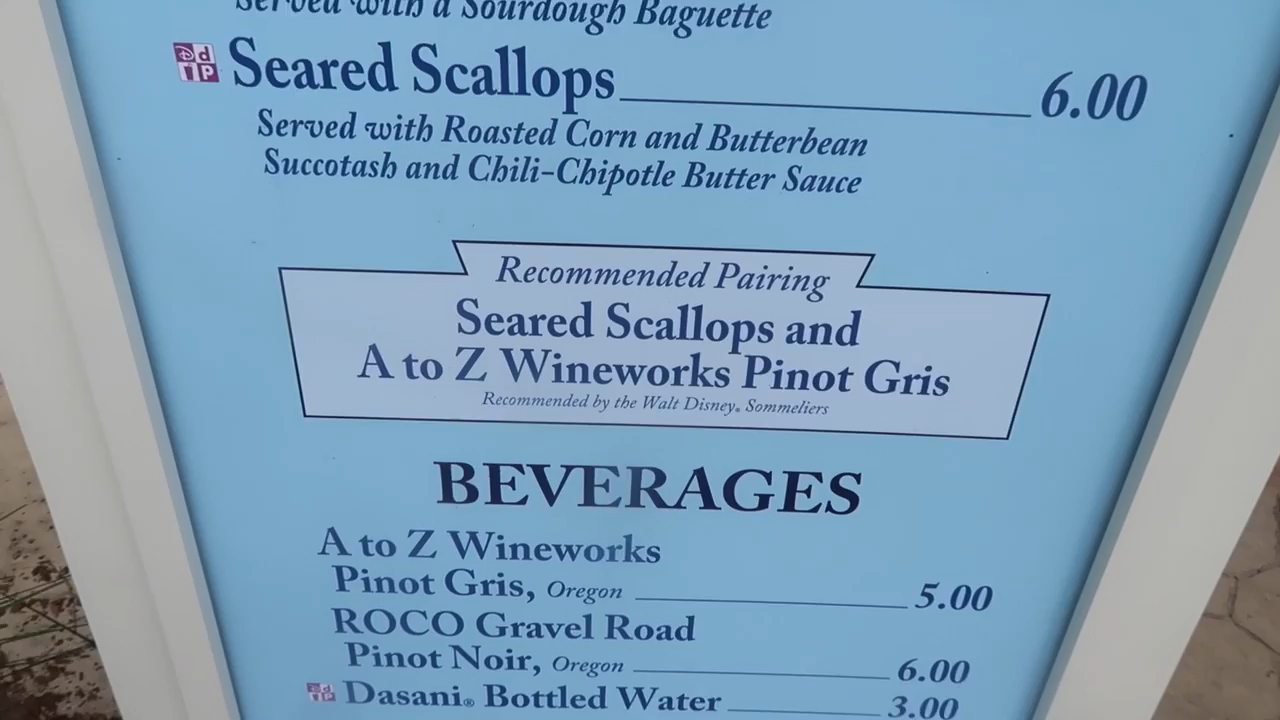 Served with a Sourdough Baguette
DdIP Seared Scallops 6.00
Served with Roasted Corn and Butterbean
Succotash and Chili-Chipotle Butter Sauce
Recommended Pairing
Seared Scallops and
A to Z Wineworks Pinot Gris
Recommended by the Walt Disney® Sommeliers
BEVERAGES
A to Z Wineworks
Pinot Gris, Oregon 5.00
ROCO Gravel Road
Pinot Noir, Oregon 6.00
DdIP Dasani® Bottled Water 3.00